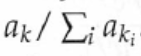 a_k / ∑_i a_{k_i}.